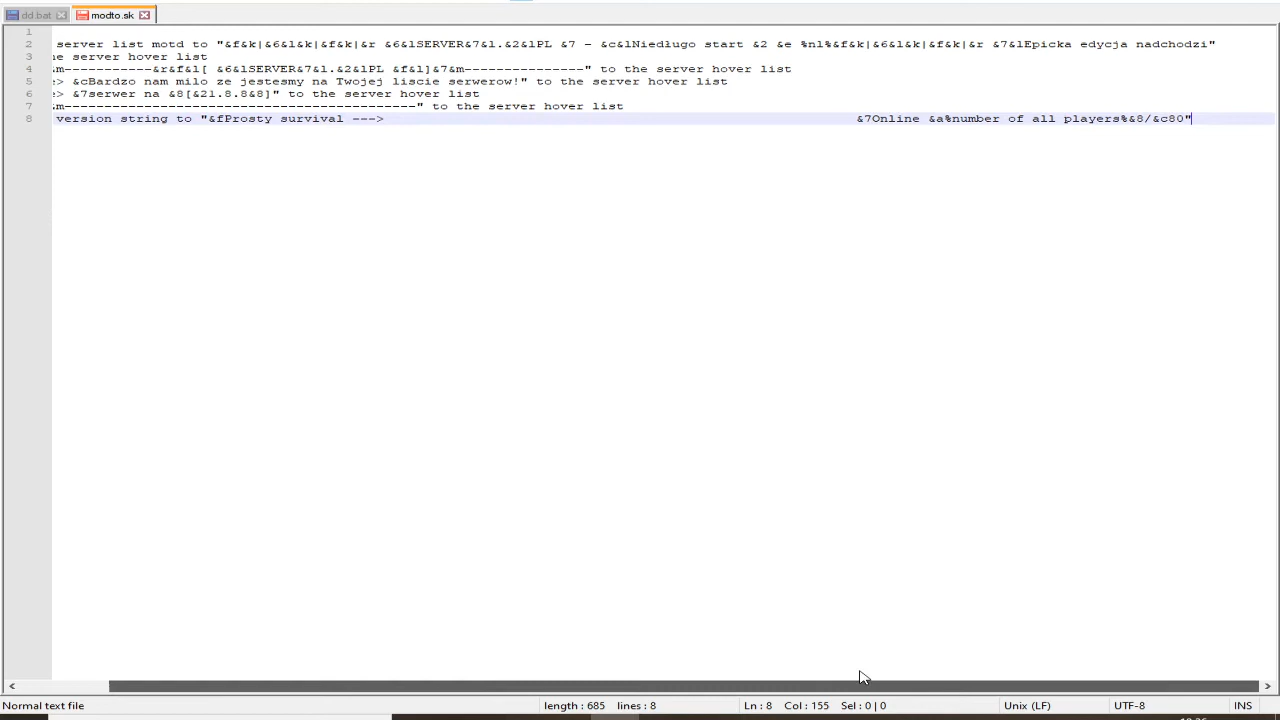 dd.bat modto.sk
1
2 server list motd to "&f&k|&6&l&k|&f&k|&r &6&lSERVER&7&l.&2&lPL &7 - &c&lNiedługo start &2 &e %nl%&f&k|&6&l&k|&f&k|&r &7&lEpicka edycja nadchodzi"
3 he server hover list
4 &m-----------&r&f&l[ &6&lSERVER&7&l.&2&lPL &f&l]&7&m---------------" to the server hover list
5 > &cBardzo nam milo ze jestesmy na Twojej liscie serwerow!" to the server hover list
6 > &7serwer na &8[&21.8.8&8]" to the server hover list
7 &m--------------------------------------------" to the server hover list
8 version string to "&fProsty survival ---> &7Online &a%number of all players%&8/&c80"
Normal text file length : 685 lines : 8 Ln : 8 Col : 155 Sel : 0 | 0 Unix (LF) UTF-8 INS